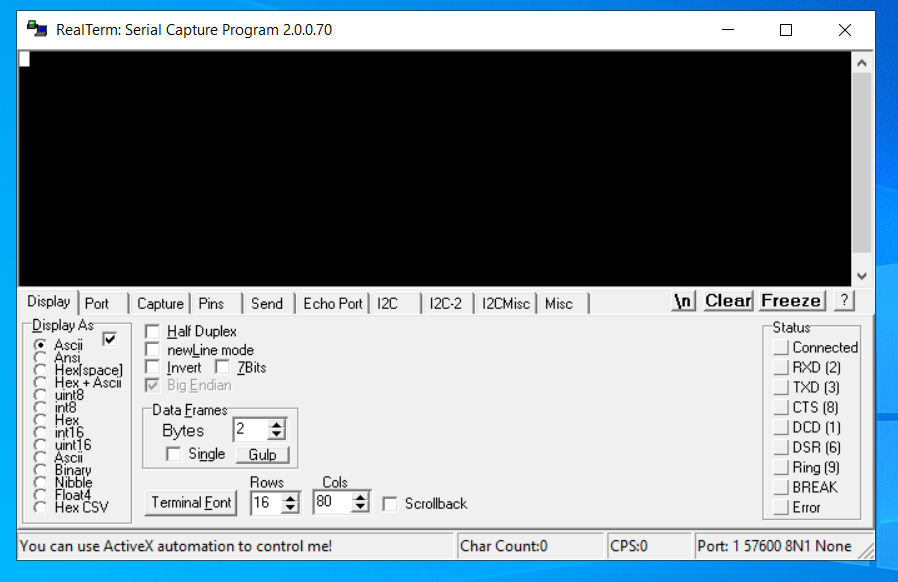 RealTerm: Serial Capture Program 2.0.0.70
Display Port Capture Pins Send Echo Port I2C I2C-2 I2CMisc Misc \n Clear Freeze ?
Display As
Ascii
Ansi
Hex[space]
Hex + Ascii
uint8
int8
Hex
int16
uint16
Ascii
Binary
Nibble
Float4
Hex CSV
Half Duplex
newLine mode
Invert 7Bits
Big Endian
Data Frames
Bytes 2
Single Gulp
Rows Cols
Terminal Font 16 80 Scrollback
Status
Connected
RXD (2)
TXD (3)
CTS (8)
DCD (1)
DSR (6)
Ring (9)
BREAK
Error
You can use ActiveX automation to control me! Char Count:0 CPS:0 Port: 1 57600 8N1 None